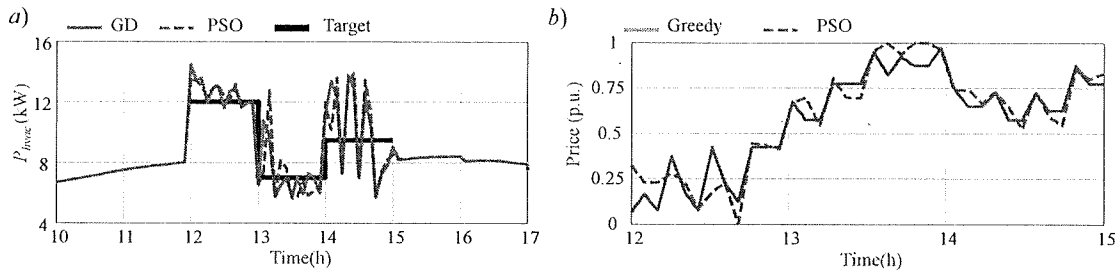 a)
GD PSO Target
16
12
8
4
P_hvac (kW)
10 11 12 13 14 15 16 17
Time(h)
b)
Greedy PSO
1
0.75
0.5
0.25
0
Price (p.u.)
12 13 14 15
Time(h)